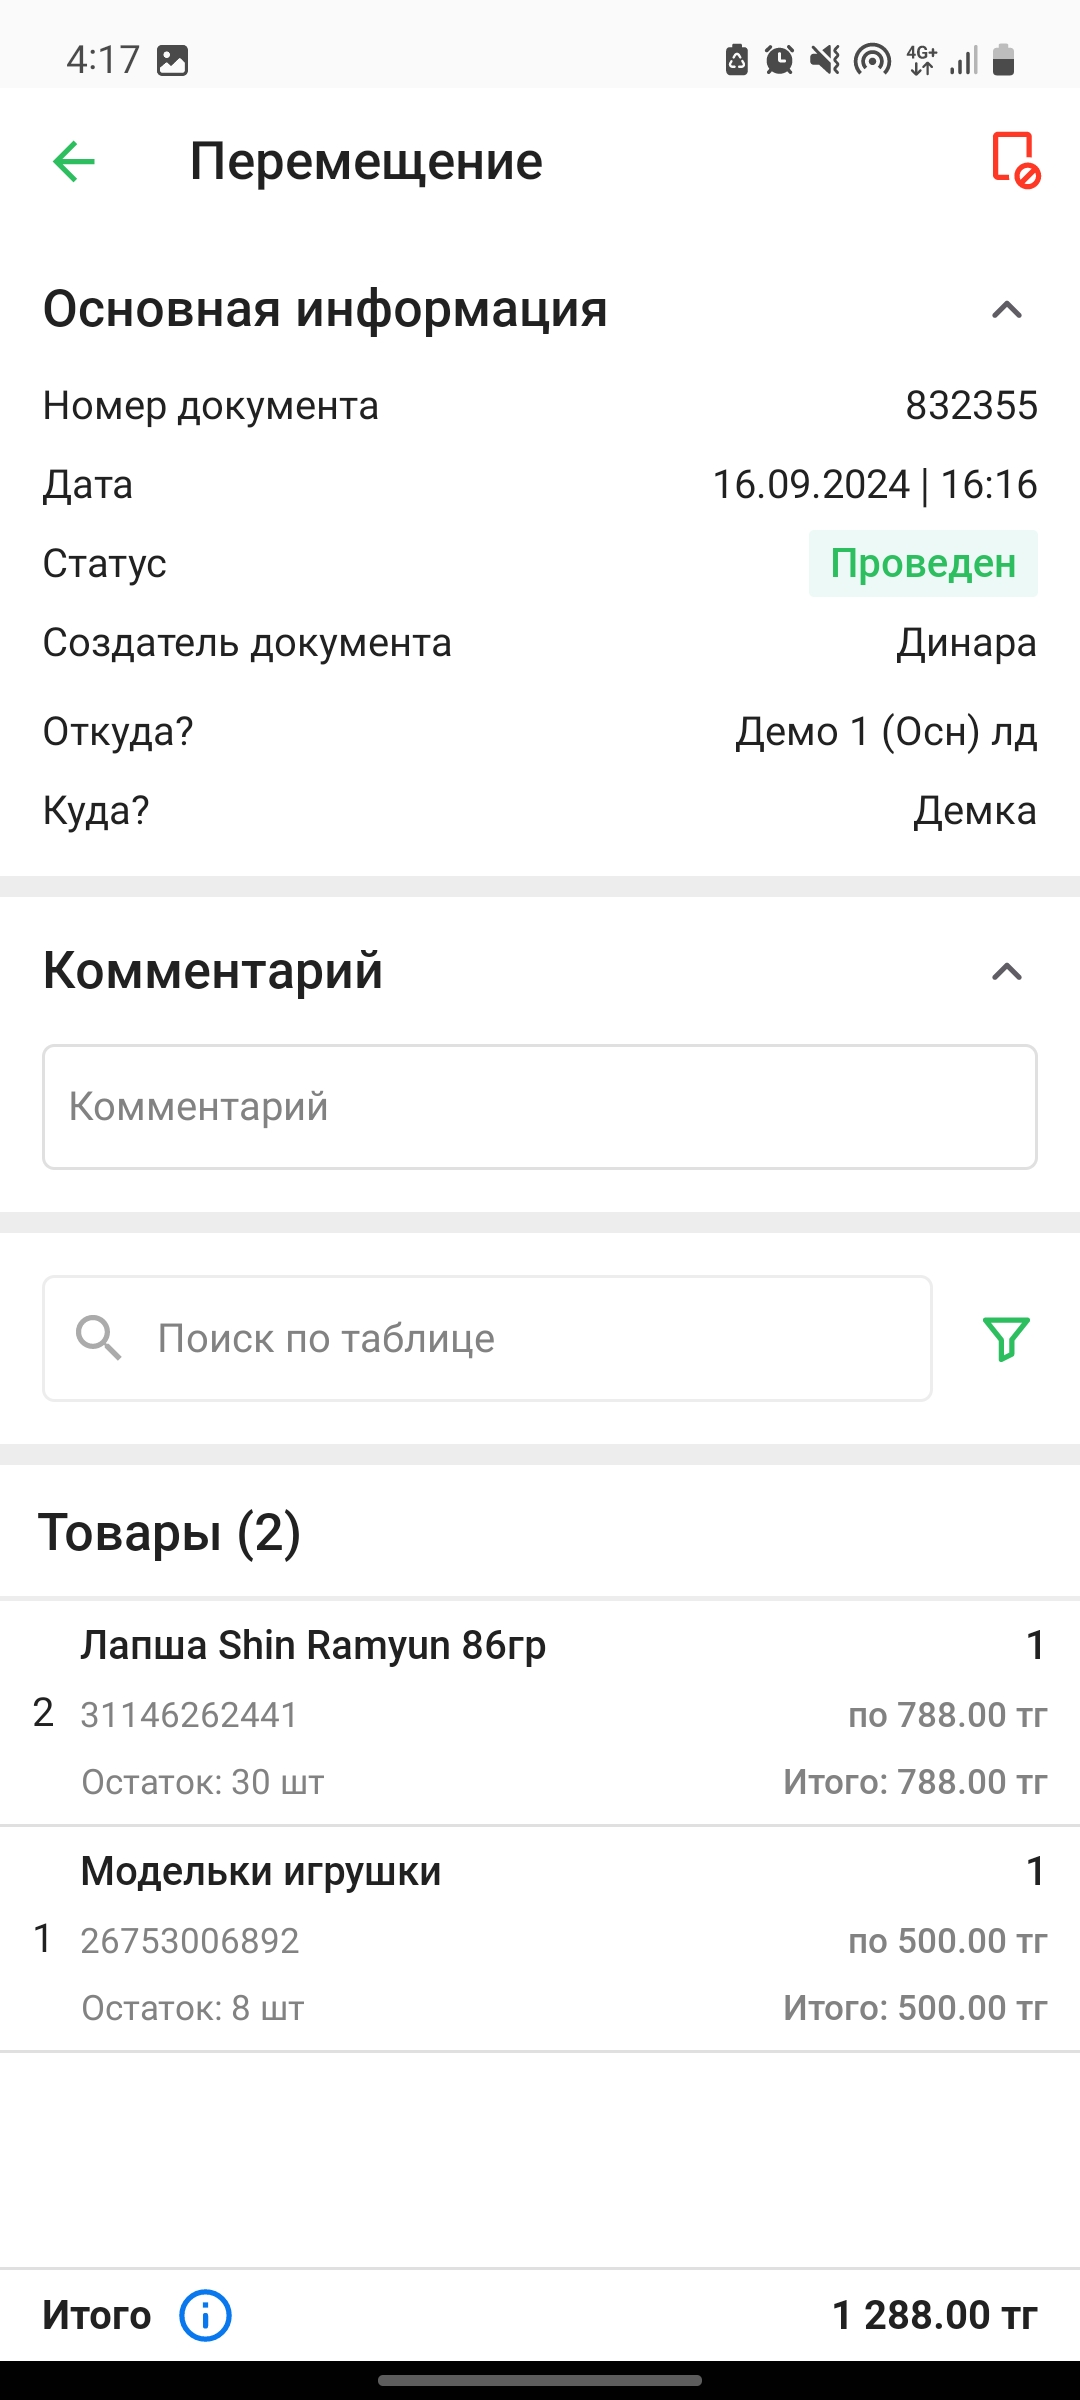 4:17
4G+
Перемещение
Основная информация
Номер документа 832355
Дата 16.09.2024 | 16:16
Статус Проведен
Создатель документа Динара
Откуда? Демо 1 (Осн) лд
Куда? Демка
Комментарий
Комментарий
Поиск по таблице
Товары (2)
Лапша Shin Ramyun 86гр 1
2 31146262441 по 788.00 тг
Остаток: 30 шт Итого: 788.00 тг
Модельки игрушки 1
1 26753006892 по 500.00 тг
Остаток: 8 шт Итого: 500.00 тг
Итого 1 288.00 тг